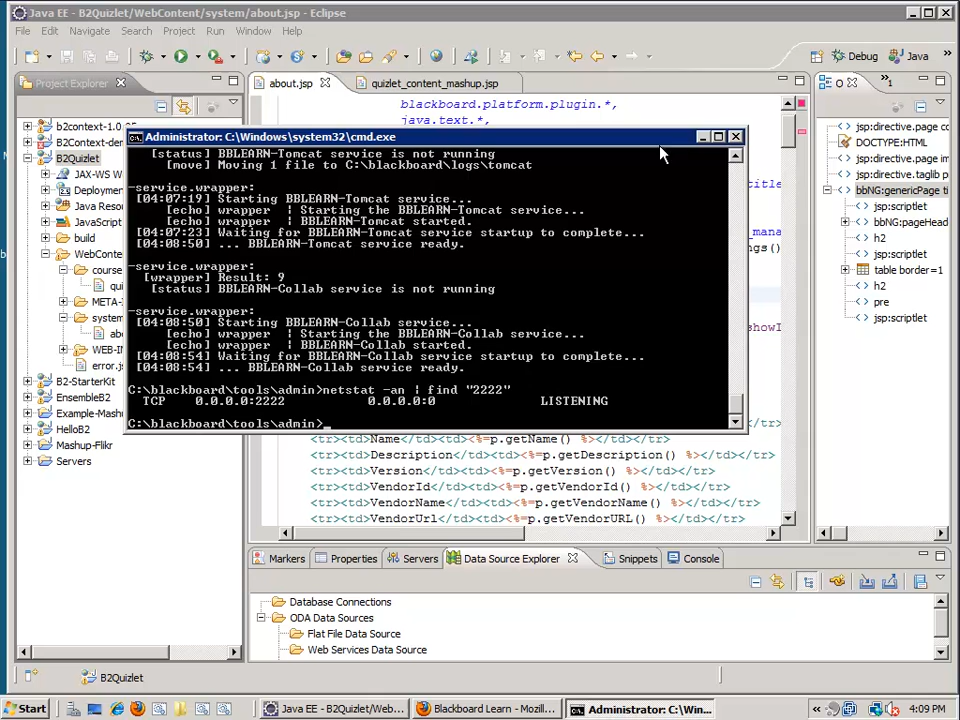 Java EE - B2Quizlet/WebContent/system/about.jsp - Eclipse
File Edit Navigate Search Project Run Window Help
Debug Java
Project Explorer
about.jsp
quizlet_content_mashup.jsp
O
»1
b2context-1.0
B2Context-dem
B2Quizlet
JAX-WS W
Deploymen
Java Resou
JavaScript
build
WebConte
course
qui
META-I
system
abo
WEB-IN
error.js
B2-StarterKit
EnsembleB2
Example-Mashu
HelloB2
Mashup-Flikr
Servers
blackboard.platform.plugin.*,
java.text.*,
Administrator: C:\Windows\system32\cmd.exe
[status] BBLEARN-Tomcat service is not running
[move] Moving 1 file to C:\blackboard\logs\tomcat
-service.wrapper:
[04:07:19] Starting BBLEARN-Tomcat service...
[echo] wrapper | Starting the BBLEARN-Tomcat service...
[echo] wrapper | BBLEARN-Tomcat started.
[04:07:23] Waiting for BBLEARN-Tomcat service startup to complete...
[04:08:50] ... BBLEARN-Tomcat service ready.
-service.wrapper:
[wrapper] Result: 9
[status] BBLEARN-Collab service is not running
-service.wrapper:
[04:08:50] Starting BBLEARN-Collab service...
[echo] wrapper | Starting the BBLEARN-Collab service...
[echo] wrapper | BBLEARN-Collab started.
[04:08:54] Waiting for BBLEARN-Collab service startup to complete...
[04:08:54] ... BBLEARN-Collab service ready.
C:\blackboard\tools\admin>netstat -an | find "2222"
TCP 0.0.0.0:2222 0.0.0.0:0 LISTENING
C:\blackboard\tools\admin>_
title
_mana
ngs()
showI
<tr><td>Name</td><td><%=p.getName() %></td></tr>
<tr><td>Description</td><td><%=p.getDescription() %></td></tr>
<tr><td>Version</td><td><%=p.getVersion() %></td></tr>
<tr><td>VendorId</td><td><%=p.getVendorId() %></td></tr>
<tr><td>VendorName</td><td><%=p.getVendorName() %></td></tr>
<tr><td>VendorUrl</td><td><%=p.getVendorURL() %></td></tr>
jsp:directive.page co
DOCTYPE:HTML
jsp:directive.page im
jsp:directive.taglib p
bbNG:genericPage ti
jsp:scriptlet
bbNG:pageHead
h2
jsp:scriptlet
table border=1
h2
pre
jsp:scriptlet
Markers
Properties
Servers
Data Source Explorer
Snippets
Console
Database Connections
ODA Data Sources
Flat File Data Source
Web Services Data Source
B2Quizlet
Start
Java EE - B2Quizlet/Web...
Blackboard Learn - Mozil...
Administrator: C:\Win...
«
4:09 PM